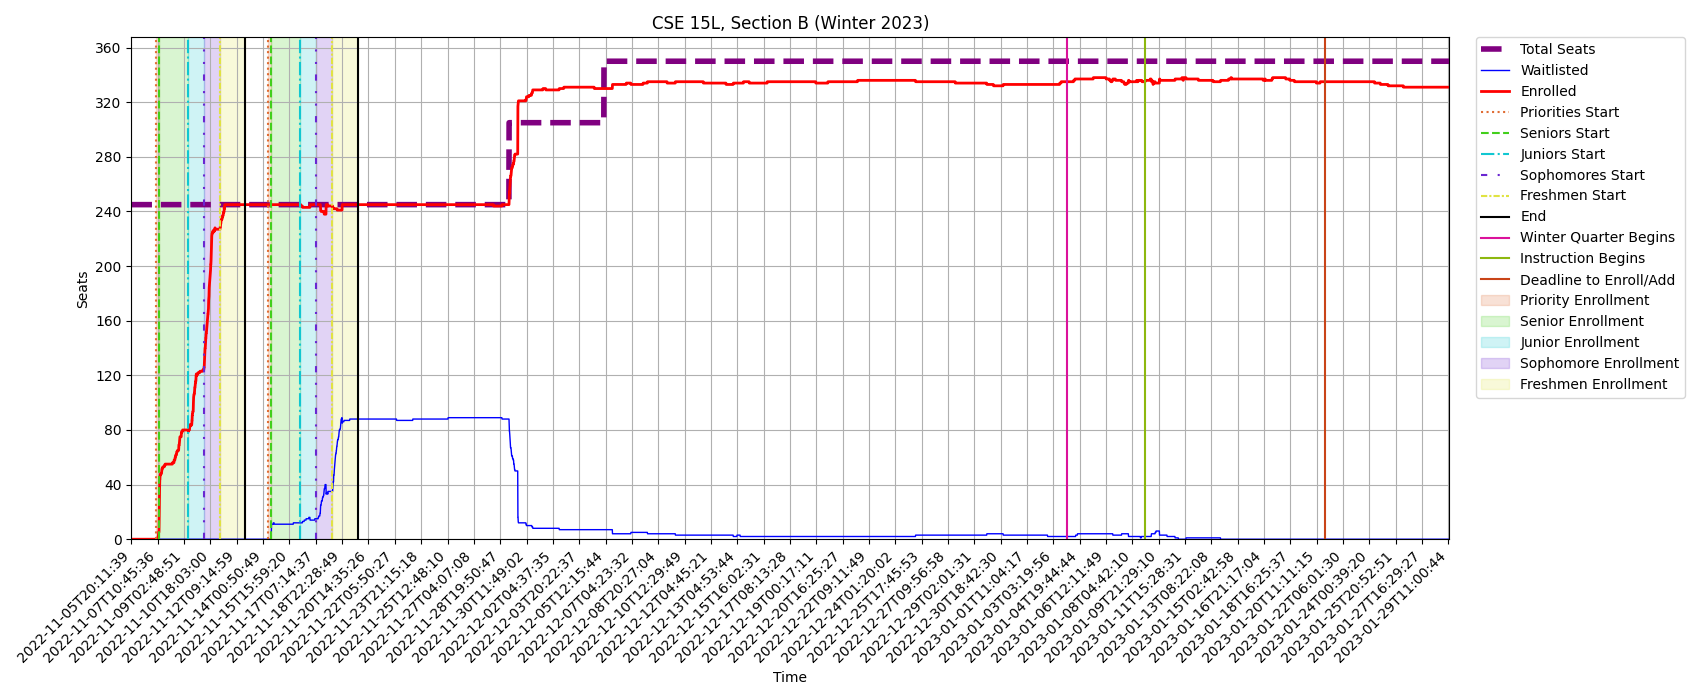 CSE 15L, Section B (Winter 2023)
360
320
280
240
200
160
120
80
40
0
Seats
2022-11-05T20:11:39
2022-11-07T10:45:36
2022-11-09T02:48:51
2022-11-10T18:03:00
2022-11-12T09:14:59
2022-11-14T00:50:49
2022-11-15T15:59:20
2022-11-17T07:14:37
2022-11-18T22:28:49
2022-11-20T14:35:26
2022-11-22T05:50:27
2022-11-23T21:15:18
2022-11-25T12:48:10
2022-11-27T04:07:08
2022-11-28T19:50:47
2022-11-30T11:49:02
2022-12-02T04:37:35
2022-12-03T20:22:37
2022-12-05T12:15:44
2022-12-07T04:23:32
2022-12-08T20:27:04
2022-12-10T12:29:49
2022-12-12T04:45:21
2022-12-13T04:53:44
2022-12-15T16:02:31
2022-12-17T08:13:28
2022-12-19T00:17:11
2022-12-20T16:25:27
2022-12-22T09:11:49
2022-12-24T01:20:02
2022-12-25T17:45:53
2022-12-27T09:56:58
2022-12-29T02:01:31
2022-12-30T18:42:30
2023-01-01T11:04:17
2023-01-03T03:19:56
2023-01-04T19:44:44
2023-01-06T12:11:49
2023-01-08T04:42:10
2023-01-09T21:29:10
2023-01-11T15:28:31
2023-01-13T08:22:08
2023-01-15T02:42:58
2023-01-16T21:17:04
2023-01-18T16:25:37
2023-01-20T11:11:15
2023-01-22T06:01:30
2023-01-24T00:39:20
2023-01-25T20:52:51
2023-01-27T16:29:27
2023-01-29T11:00:44
Time
Total Seats
Waitlisted
Enrolled
Priorities Start
Seniors Start
Juniors Start
Sophomores Start
Freshmen Start
End
Winter Quarter Begins
Instruction Begins
Deadline to Enroll/Add
Priority Enrollment
Senior Enrollment
Junior Enrollment
Sophomore Enrollment
Freshmen Enrollment